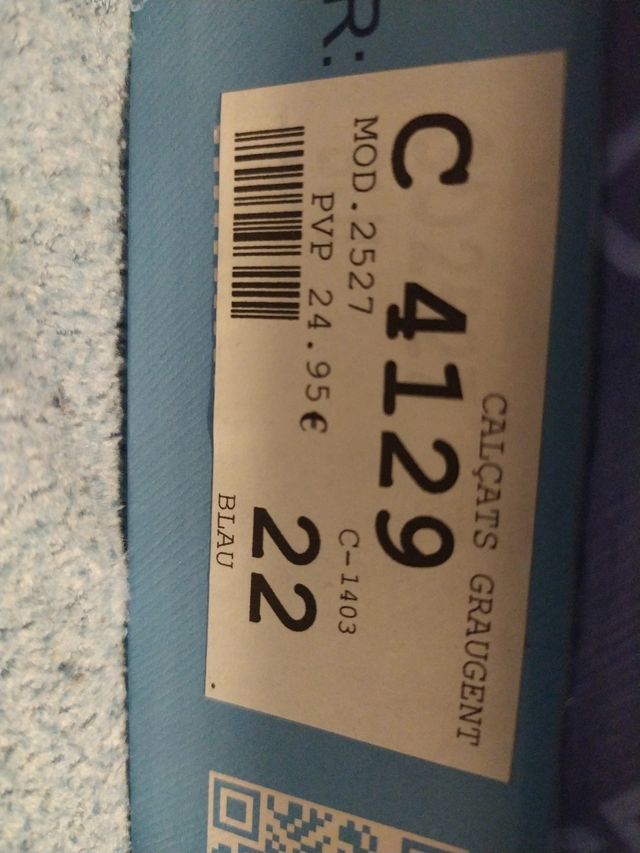 R:
CALÇATS GRAUGENT
C 4129
MOD.2527
C-1403
PVP 24.95€
22
BLAU